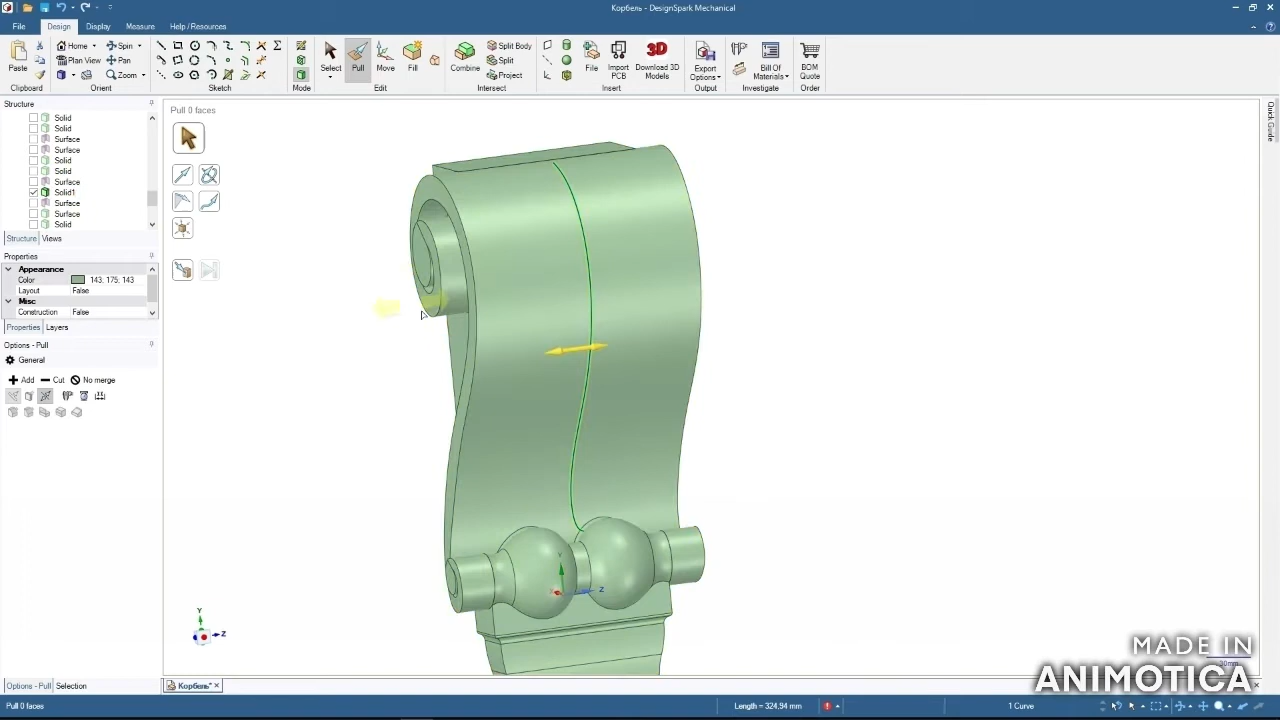 Корбель - DesignSpark Mechanical
File Design Display Measure Help / Resources
Paste
Home Spin
Plan View Pan
Zoom
Select Pull Move Fill
Combine
Split Body
Split
Project
File Import PCB Download 3D Models
Export Options
Bill Of Materials
BOM Quote
Clipboard Orient Sketch Mode Edit Intersect Insert Output Investigate Order
Structure
Solid
Solid
Surface
Surface
Solid
Solid
Surface
Solid1
Surface
Surface
Solid
Structure Views
Properties
Appearance
Color 143; 175; 143
Layout False
Misc
Construction False
Properties Layers
Options - Pull
General
Add Cut No merge
Pull 0 faces
Quick Guide
Y
Z
Y
Z
30mm
MADE IN
ANIMOTICA
Options - Pull Selection
Корбель*
Pull 0 faces
Length = 324,94 mm
1 Curve